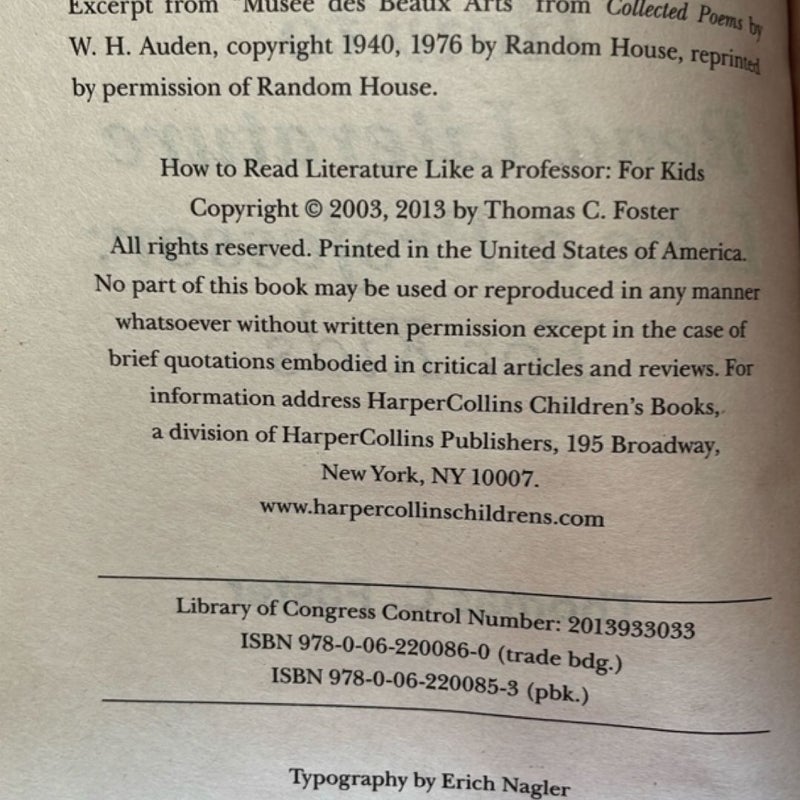 Excerpt from "Musée des Beaux Arts" from Collected Poems by
W. H. Auden, copyright 1940, 1976 by Random House, reprinted
by permission of Random House.
How to Read Literature Like a Professor: For Kids
Copyright © 2003, 2013 by Thomas C. Foster
All rights reserved. Printed in the United States of America.
No part of this book may be used or reproduced in any manner
whatsoever without written permission except in the case of
brief quotations embodied in critical articles and reviews. For
information address HarperCollins Children's Books,
a division of HarperCollins Publishers, 195 Broadway,
New York, NY 10007.
www.harpercollinschildrens.com
Library of Congress Control Number: 2013933033
ISBN 978-0-06-220086-0 (trade bdg.)
ISBN 978-0-06-220085-3 (pbk.)
Typography by Erich Nagler